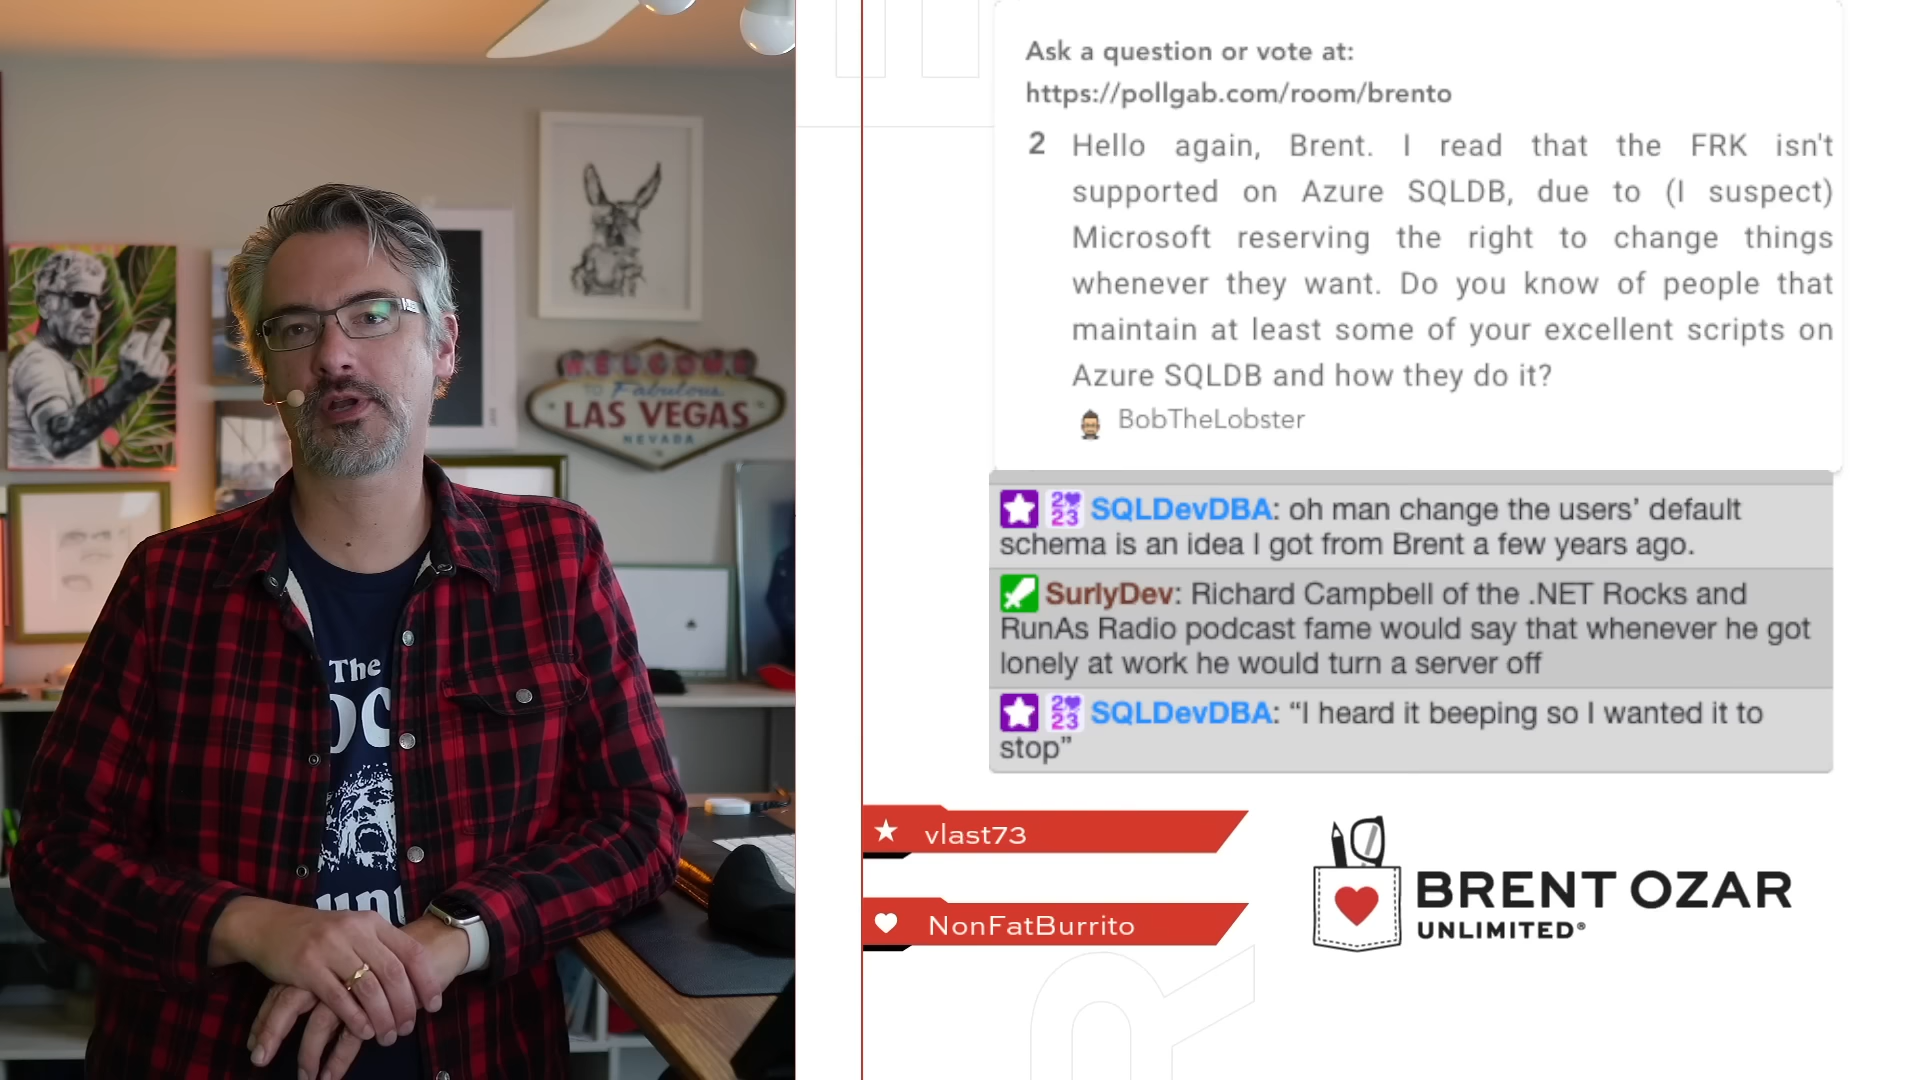 Ask a question or vote at:
https://pollgab.com/room/brento
2 Hello again, Brent. I read that the FRK isn't
supported on Azure SQLDB, due to (I suspect)
Microsoft reserving the right to change things
whenever they want. Do you know of people that
maintain at least some of your excellent scripts on
Azure SQLDB and how they do it?
BobTheLobster
SQLDevDBA: oh man change the users’ default
schema is an idea I got from Brent a few years ago.
SurlyDev: Richard Campbell of the .NET Rocks and
RunAs Radio podcast fame would say that whenever he got
lonely at work he would turn a server off
SQLDevDBA: “I heard it beeping so I wanted it to
stop”
vlast73
NonFatBurrito
BRENT OZAR
UNLIMITED®
WELCOME
TO Fabulous
LAS VEGAS
NEVADA
The